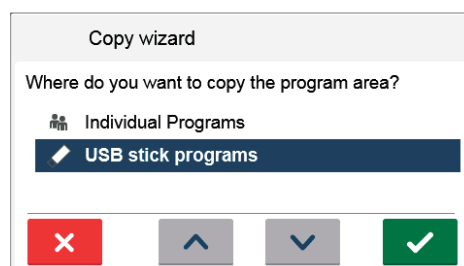 Copy wizard
Where do you want to copy the program area?
Individual Programs
USB stick programs